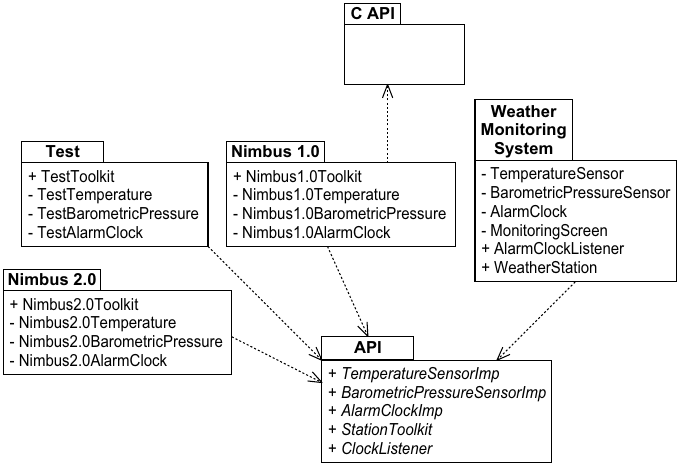 C API
Weather
Monitoring
System
- TemperatureSensor
- BarometricPressureSensor
- AlarmClock
- MonitoringScreen
+ AlarmClockListener
+ WeatherStation
Test
+ TestToolkit
- TestTemperature
- TestBarometricPressure
- TestAlarmClock
Nimbus 1.0
+ Nimbus1.0Toolkit
- Nimbus1.0Temperature
- Nimbus1.0BarometricPressure
- Nimbus1.0AlarmClock
Nimbus 2.0
+ Nimbus2.0Toolkit
- Nimbus2.0Temperature
- Nimbus2.0BarometricPressure
- Nimbus2.0AlarmClock
API
+ TemperatureSensorImp
+ BarometricPressureSensorImp
+ AlarmClockImp
+ StationToolkit
+ ClockListener